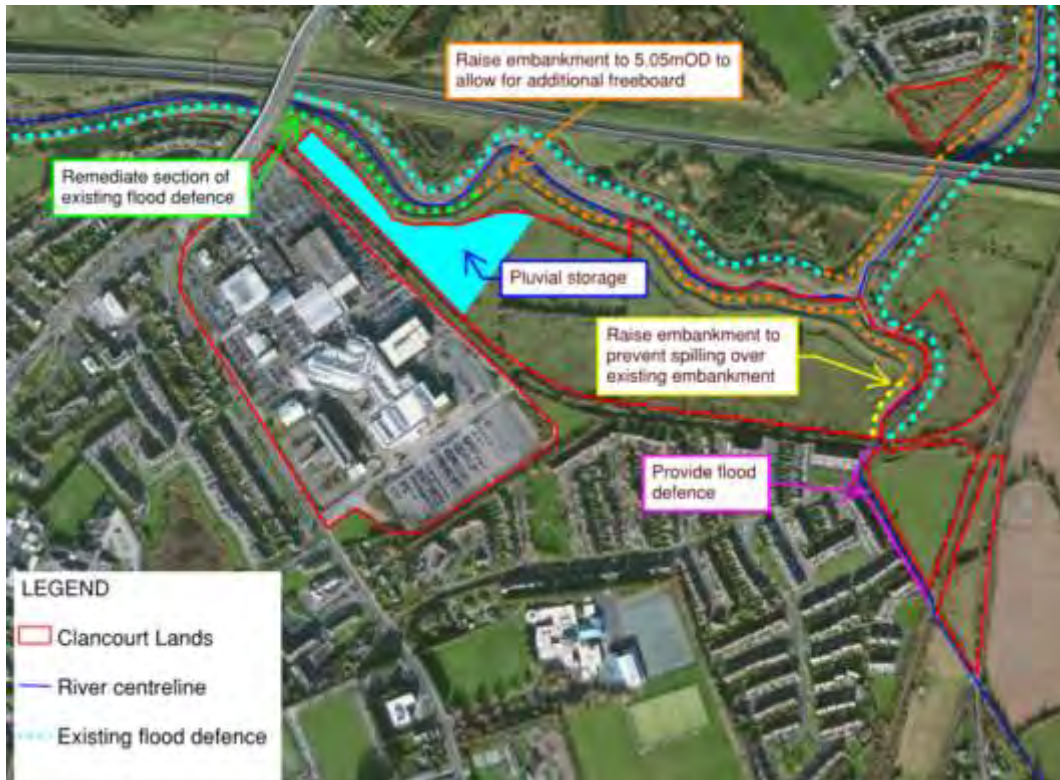 Raise embankment to 5.05mOD to
allow for additional freeboard
Remediate section of
existing flood defence
Pluvial storage
Raise embankment to
prevent spilling over
existing embankment
Provide flood
defence
LEGEND
Clancourt Lands
River centreline
Existing flood defence